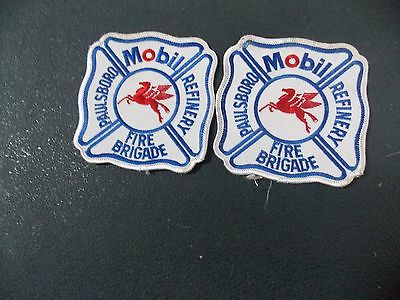 Mobil
PAULSBORO
REFINERY
FIRE
BRIGADE
Mobil
PAULSBORO
REFINERY
FIRE
BRIGADE